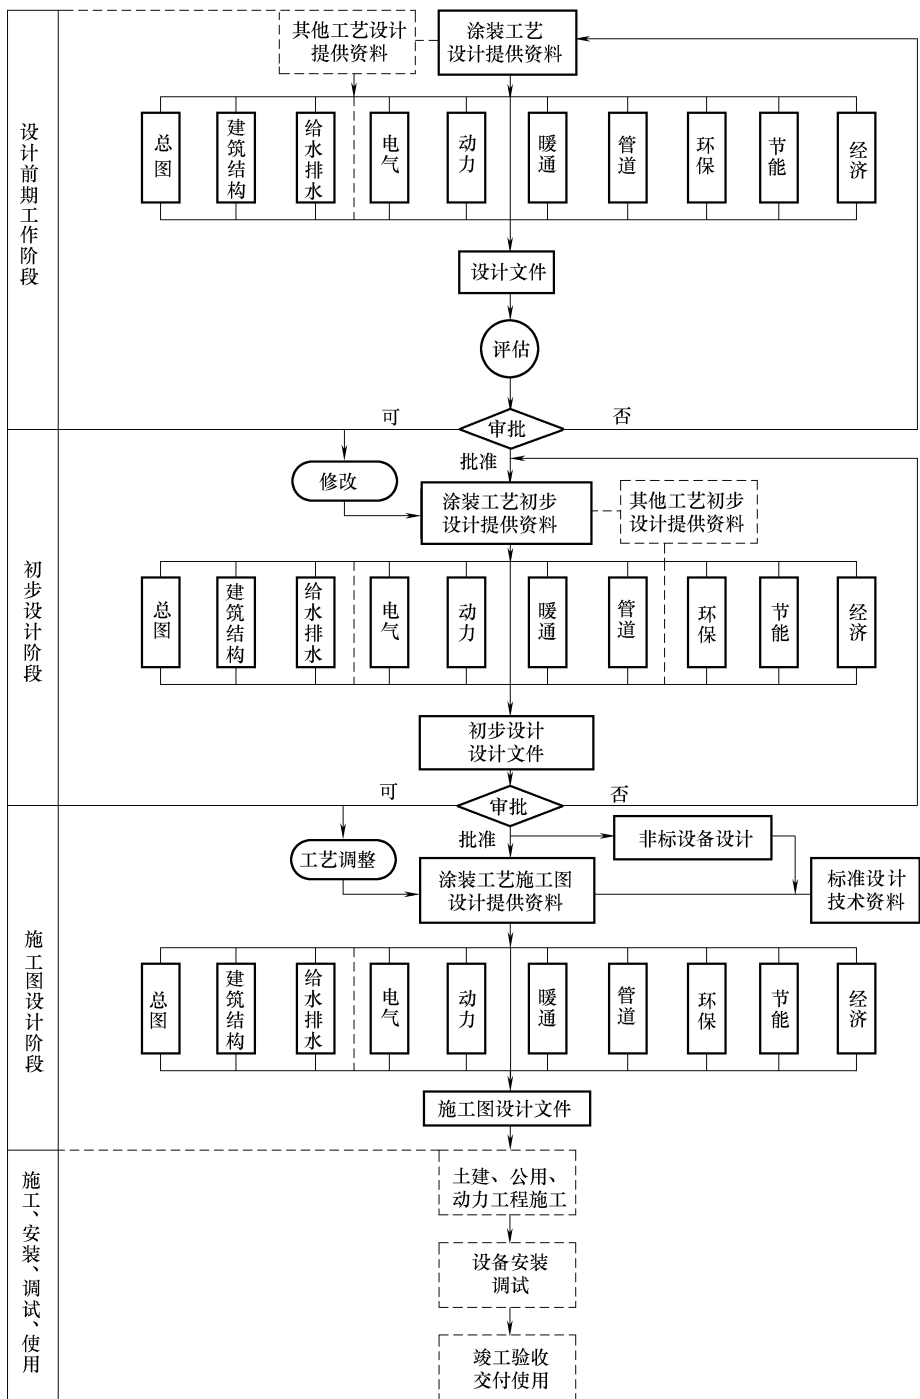 其他工艺设计
提供资料
涂装工艺
设计提供资料
设计前期工作阶段
总图
建筑结构
给水排水
电气
动力
暖通
管道
环保
节能
经济
设计文件
评估
可
审批
否
批准
修改
涂装工艺初步
设计提供资料
其他工艺初步
设计提供资料
初步设计阶段
总图
建筑结构
给水排水
电气
动力
暖通
管道
环保
节能
经济
初步设计
设计文件
可
审批
否
批准
非标设备设计
工艺调整
涂装工艺施工图
设计提供资料
标准设计
技术资料
施工图设计阶段
总图
建筑结构
给水排水
电气
动力
暖通
管道
环保
节能
经济
施工图设计文件
施工、安装、调试、使用
土建、公用、
动力工程施工
设备安装
调试
竣工验收
交付使用